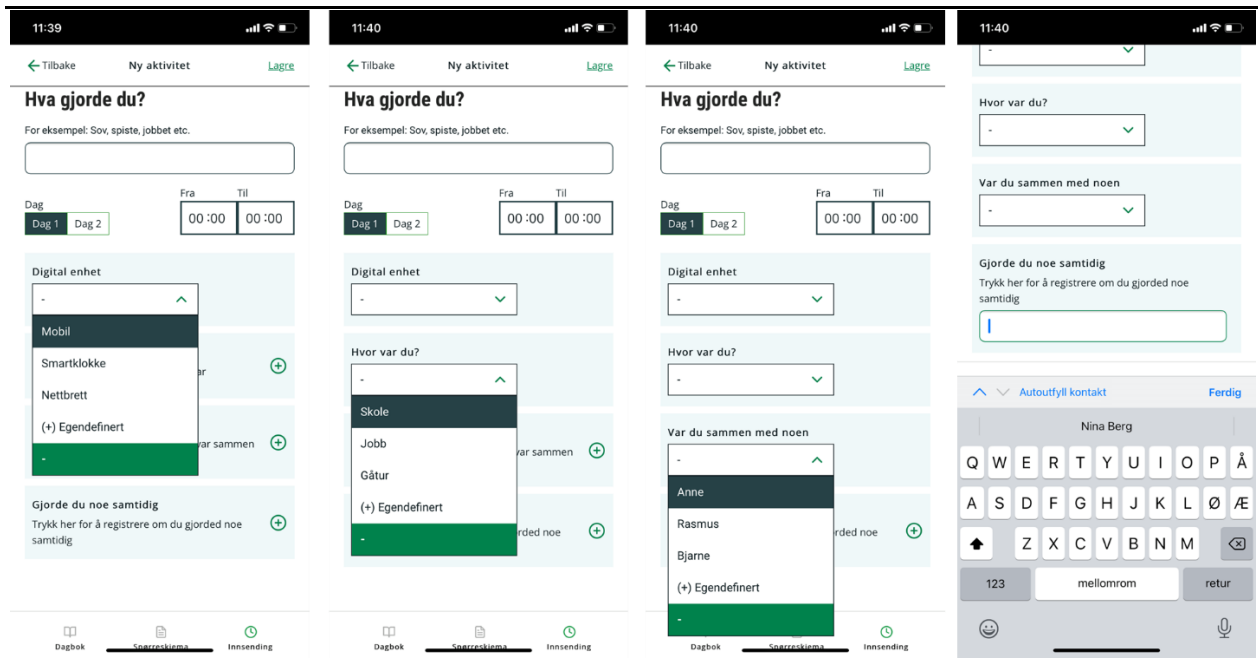 11:39
Tilbake Ny aktivitet Lagre
Hva gjorde du?
For eksempel: Sov, spiste, jobbet etc.
Fra Til
Dag
Dag 1 Dag 2 00:00 00:00
Digital enhet
-
Mobil
Smartklokke
Nettbrett
(+) Egendefinert
-
var sammen
Gjorde du noe samtidig
Trykk her for å registrere om du gjorded noe
samtidig
Dagbok Spørreskjema Innsending
11:40
Tilbake Ny aktivitet Lagre
Hva gjorde du?
For eksempel: Sov, spiste, jobbet etc.
Fra Til
Dag
Dag 1 Dag 2 00:00 00:00
Digital enhet
-
Hvor var du?
-
Skole
Jobb
Gåtur
(+) Egendefinert
-
var sammen
noe
Dagbok Spørreskjema Innsending
11:40
Tilbake Ny aktivitet Lagre
Hva gjorde du?
For eksempel: Sov, spiste, jobbet etc.
Fra Til
Dag
Dag 1 Dag 2 00:00 00:00
Digital enhet
-
Hvor var du?
-
Var du sammen med noen
-
Anne
Rasmus
Bjarne
(+) Egendefinert
-
noe
Dagbok Spørreskjema Innsending
11:40
-
Hvor var du?
-
Var du sammen med noen
-
Gjorde du noe samtidig
Trykk her for å registrere om du gjorded noe
samtidig
Autoutfyll kontakt Ferdig
Nina Berg
Q W E R T Y U I O P Å
A S D F G H J K L Ø Æ
Z X C V B N M
123 mellomrom retur